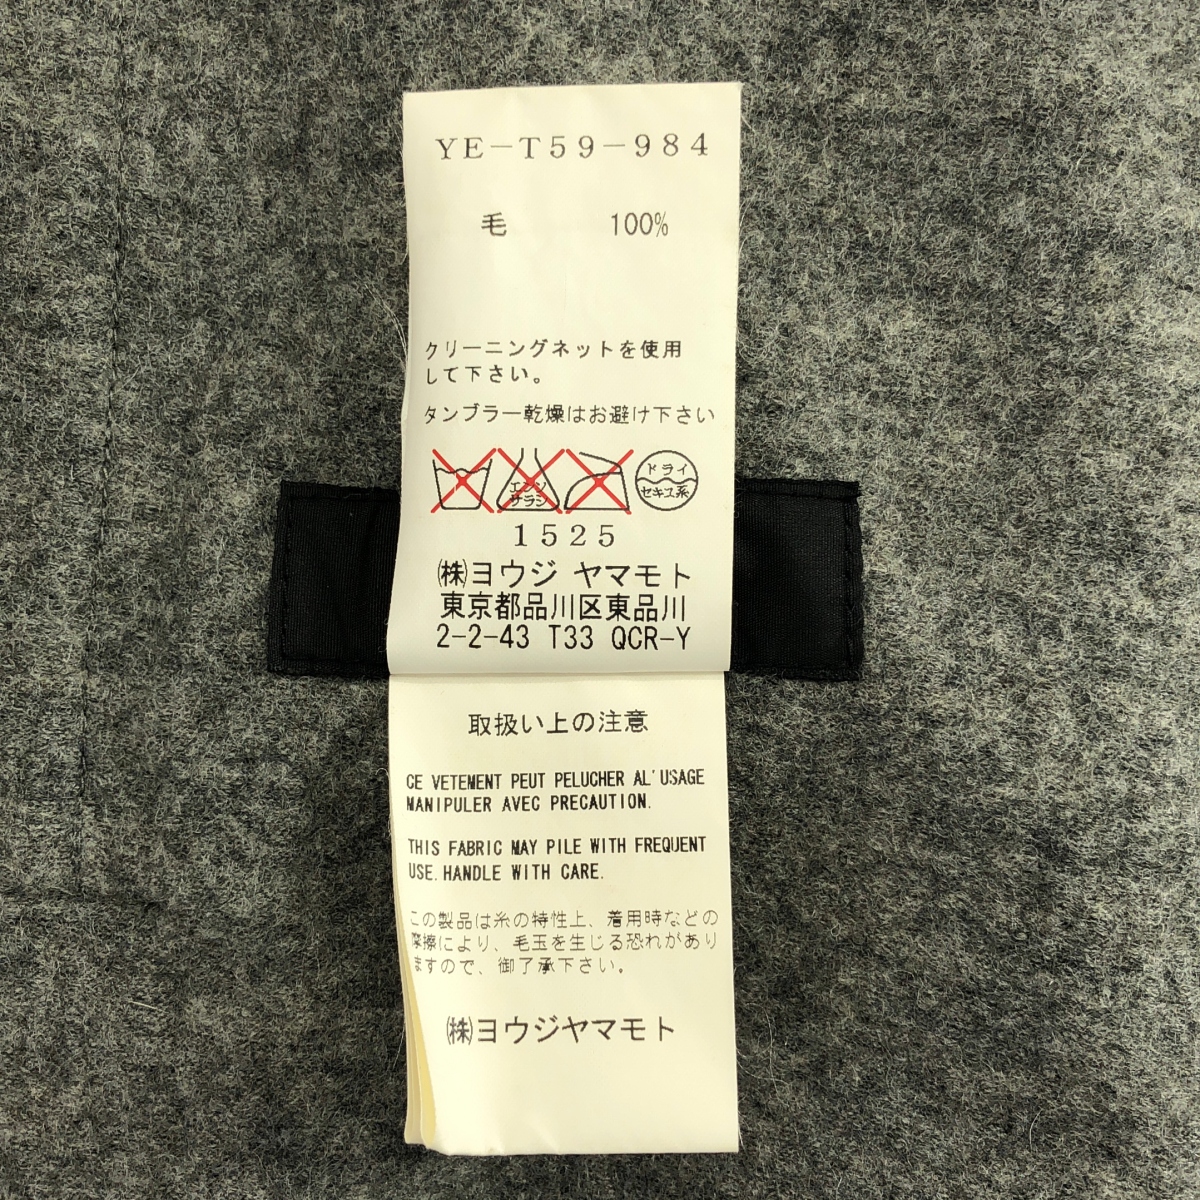 YE-T59-984
毛 100%
クリーニングネットを使用
して下さい。
タンブラー乾燥はお避け下さい
エンソ
サラシ
ドライ
セキユ系
1525
㈱ヨウジ ヤマモト
東京都品川区東品川
2-2-43 T33 QCR-Y
取扱い上の注意
CE VETEMENT PEUT PELUCHER AL'USAGE
MANIPULER AVEC PRECAUTION.
THIS FABRIC MAY PILE WITH FREQUENT
USE. HANDLE WITH CARE.
この製品は糸の特性上、着用時などの
摩擦により、毛玉を生じる恐れがあり
ますので、御了承下さい。
㈱ヨウジヤマモト